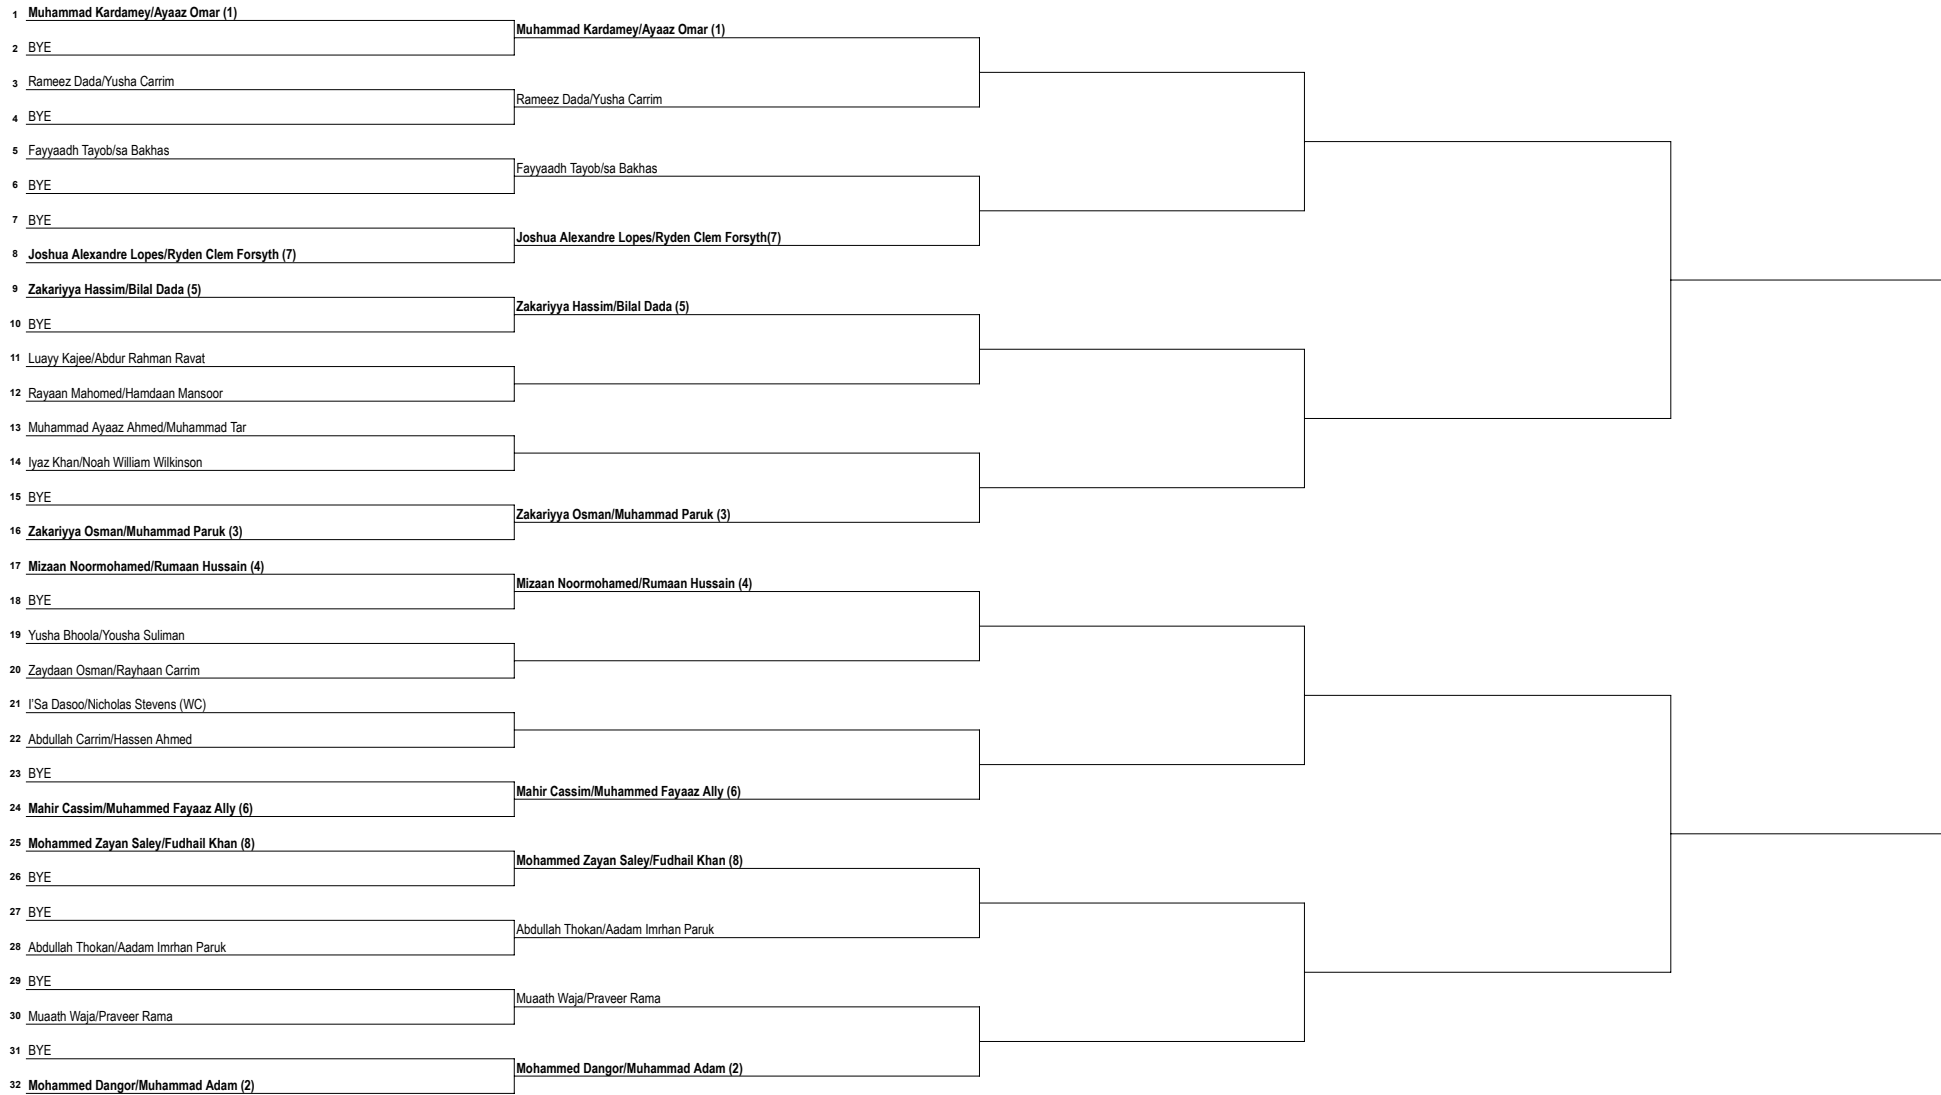 1 Muhammad Kardamey/Ayaaz Omar (1)
Muhammad Kardamey/Ayaaz Omar (1)
2 BYE
3 Rameez Dada/Yusha Carrim
Rameez Dada/Yusha Carrim
4 BYE
5 Fayyaadh Tayob/sa Bakhas
Fayyaadh Tayob/sa Bakhas
6 BYE
7 BYE
Joshua Alexandre Lopes/Ryden Clem Forsyth(7)
8 Joshua Alexandre Lopes/Ryden Clem Forsyth (7)
9 Zakariyya Hassim/Bilal Dada (5)
Zakariyya Hassim/Bilal Dada (5)
10 BYE
11 Luayy Kajee/Abdur Rahman Ravat
12 Rayaan Mahomed/Hamdaan Mansoor
13 Muhammad Ayaaz Ahmed/Muhammad Tar
14 Iyaz Khan/Noah William Wilkinson
15 BYE
Zakariyya Osman/Muhammad Paruk (3)
16 Zakariyya Osman/Muhammad Paruk (3)
17 Mizaan Noormohamed/Rumaan Hussain (4)
Mizaan Noormohamed/Rumaan Hussain (4)
18 BYE
19 Yusha Bhoola/Yousha Suliman
20 Zaydaan Osman/Rayhaan Carrim
21 I'Sa Dasoo/Nicholas Stevens (WC)
22 Abdullah Carrim/Hassen Ahmed
23 BYE
Mahir Cassim/Muhammed Fayaaz Ally (6)
24 Mahir Cassim/Muhammed Fayaaz Ally (6)
25 Mohammed Zayan Saley/Fudhail Khan (8)
Mohammed Zayan Saley/Fudhail Khan (8)
26 BYE
27 BYE
Abdullah Thokan/Aadam Imrhan Paruk
28 Abdullah Thokan/Aadam Imrhan Paruk
29 BYE
Muaath Waja/Praveer Rama
30 Muaath Waja/Praveer Rama
31 BYE
Mohammed Dangor/Muhammad Adam (2)
32 Mohammed Dangor/Muhammad Adam (2)